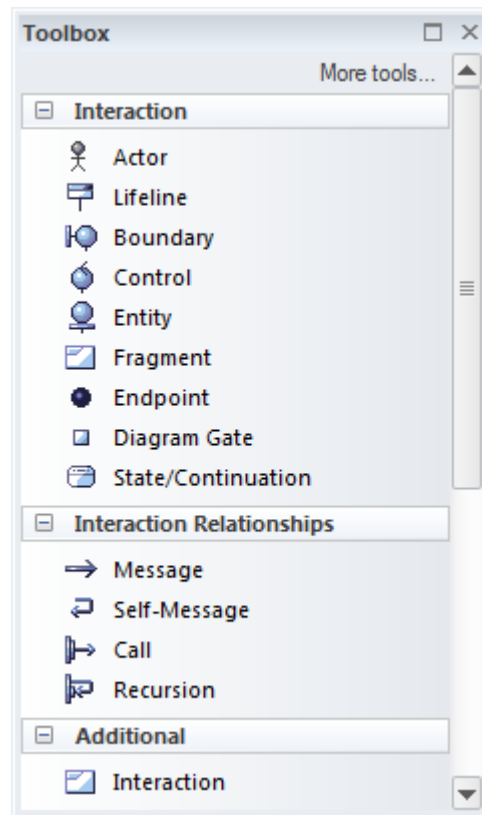 Toolbox
More tools...
Interaction
Actor
Lifeline
Boundary
Control
Entity
Fragment
Endpoint
Diagram Gate
State/Continuation
Interaction Relationships
Message
Self-Message
Call
Recursion
Additional
Interaction